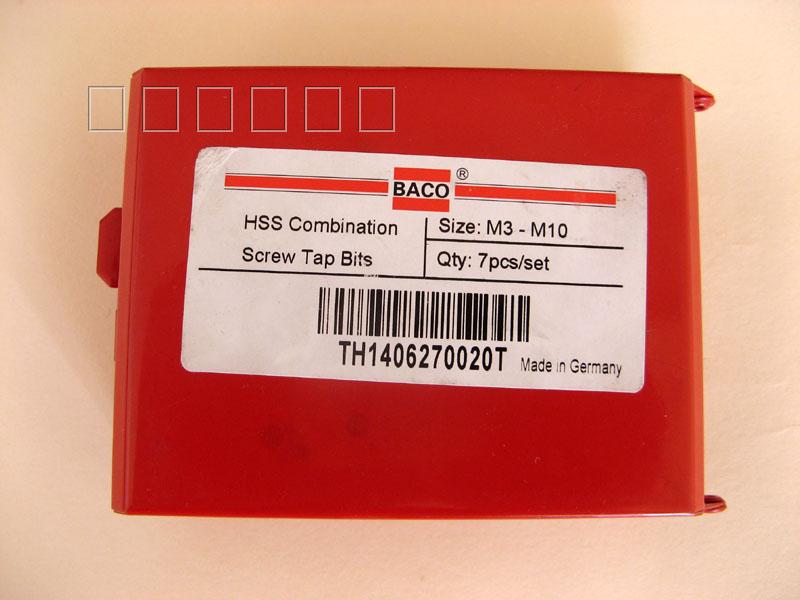 BACO ®
HSS Combination
Screw Tap Bits
Size: M3 - M10
Qty: 7pcs/set
TH1406270020T
Made in Germany